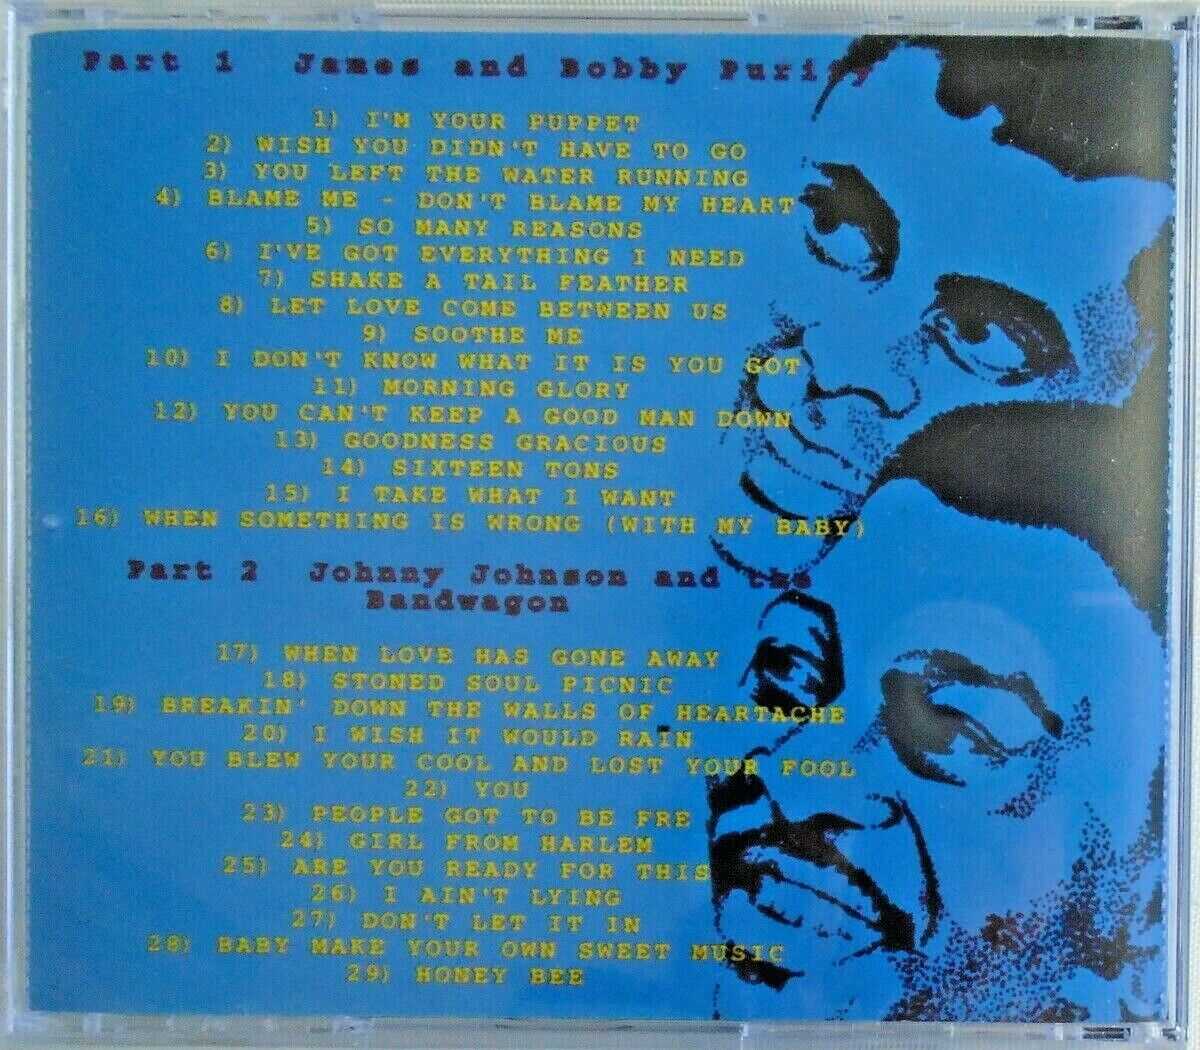 Part 1 James and Bobby Purify
1) I'M YOUR PUPPET
2) WISH YOU DIDN'T HAVE TO GO
3) YOU LEFT THE WATER RUNNING
4) BLAME ME - DON'T BLAME MY HEART
5) SO MANY REASONS
6) I'VE GOT EVERYTHING I NEED
7) SHAKE A TAIL FEATHER
8) LET LOVE COME BETWEEN US
9) SOOTHE ME
10) I DON'T KNOW WHAT IT IS YOU GOT
11) MORNING GLORY
12) YOU CAN'T KEEP A GOOD MAN DOWN
13) GOODNESS GRACIOUS
14) SIXTEEN TONS
15) I TAKE WHAT I WANT
16) WHEN SOMETHING IS WRONG (WITH MY BABY)
Part 2 Johnny Johnson and the
Bandwagon
17) WHEN LOVE HAS GONE AWAY
18) STONED SOUL PICNIC
19) BREAKIN' DOWN THE WALLS OF HEARTACHE
20) I WISH IT WOULD RAIN
21) YOU BLEW YOUR COOL AND LOST YOUR FOOL
22) YOU
23) PEOPLE GOT TO BE FRE
24) GIRL FROM HARLEM
25) ARE YOU READY FOR THIS
26) I AIN'T LYING
27) DON'T LET IT IN
28) BABY MAKE YOUR OWN SWEET MUSIC
29) HONEY BEE